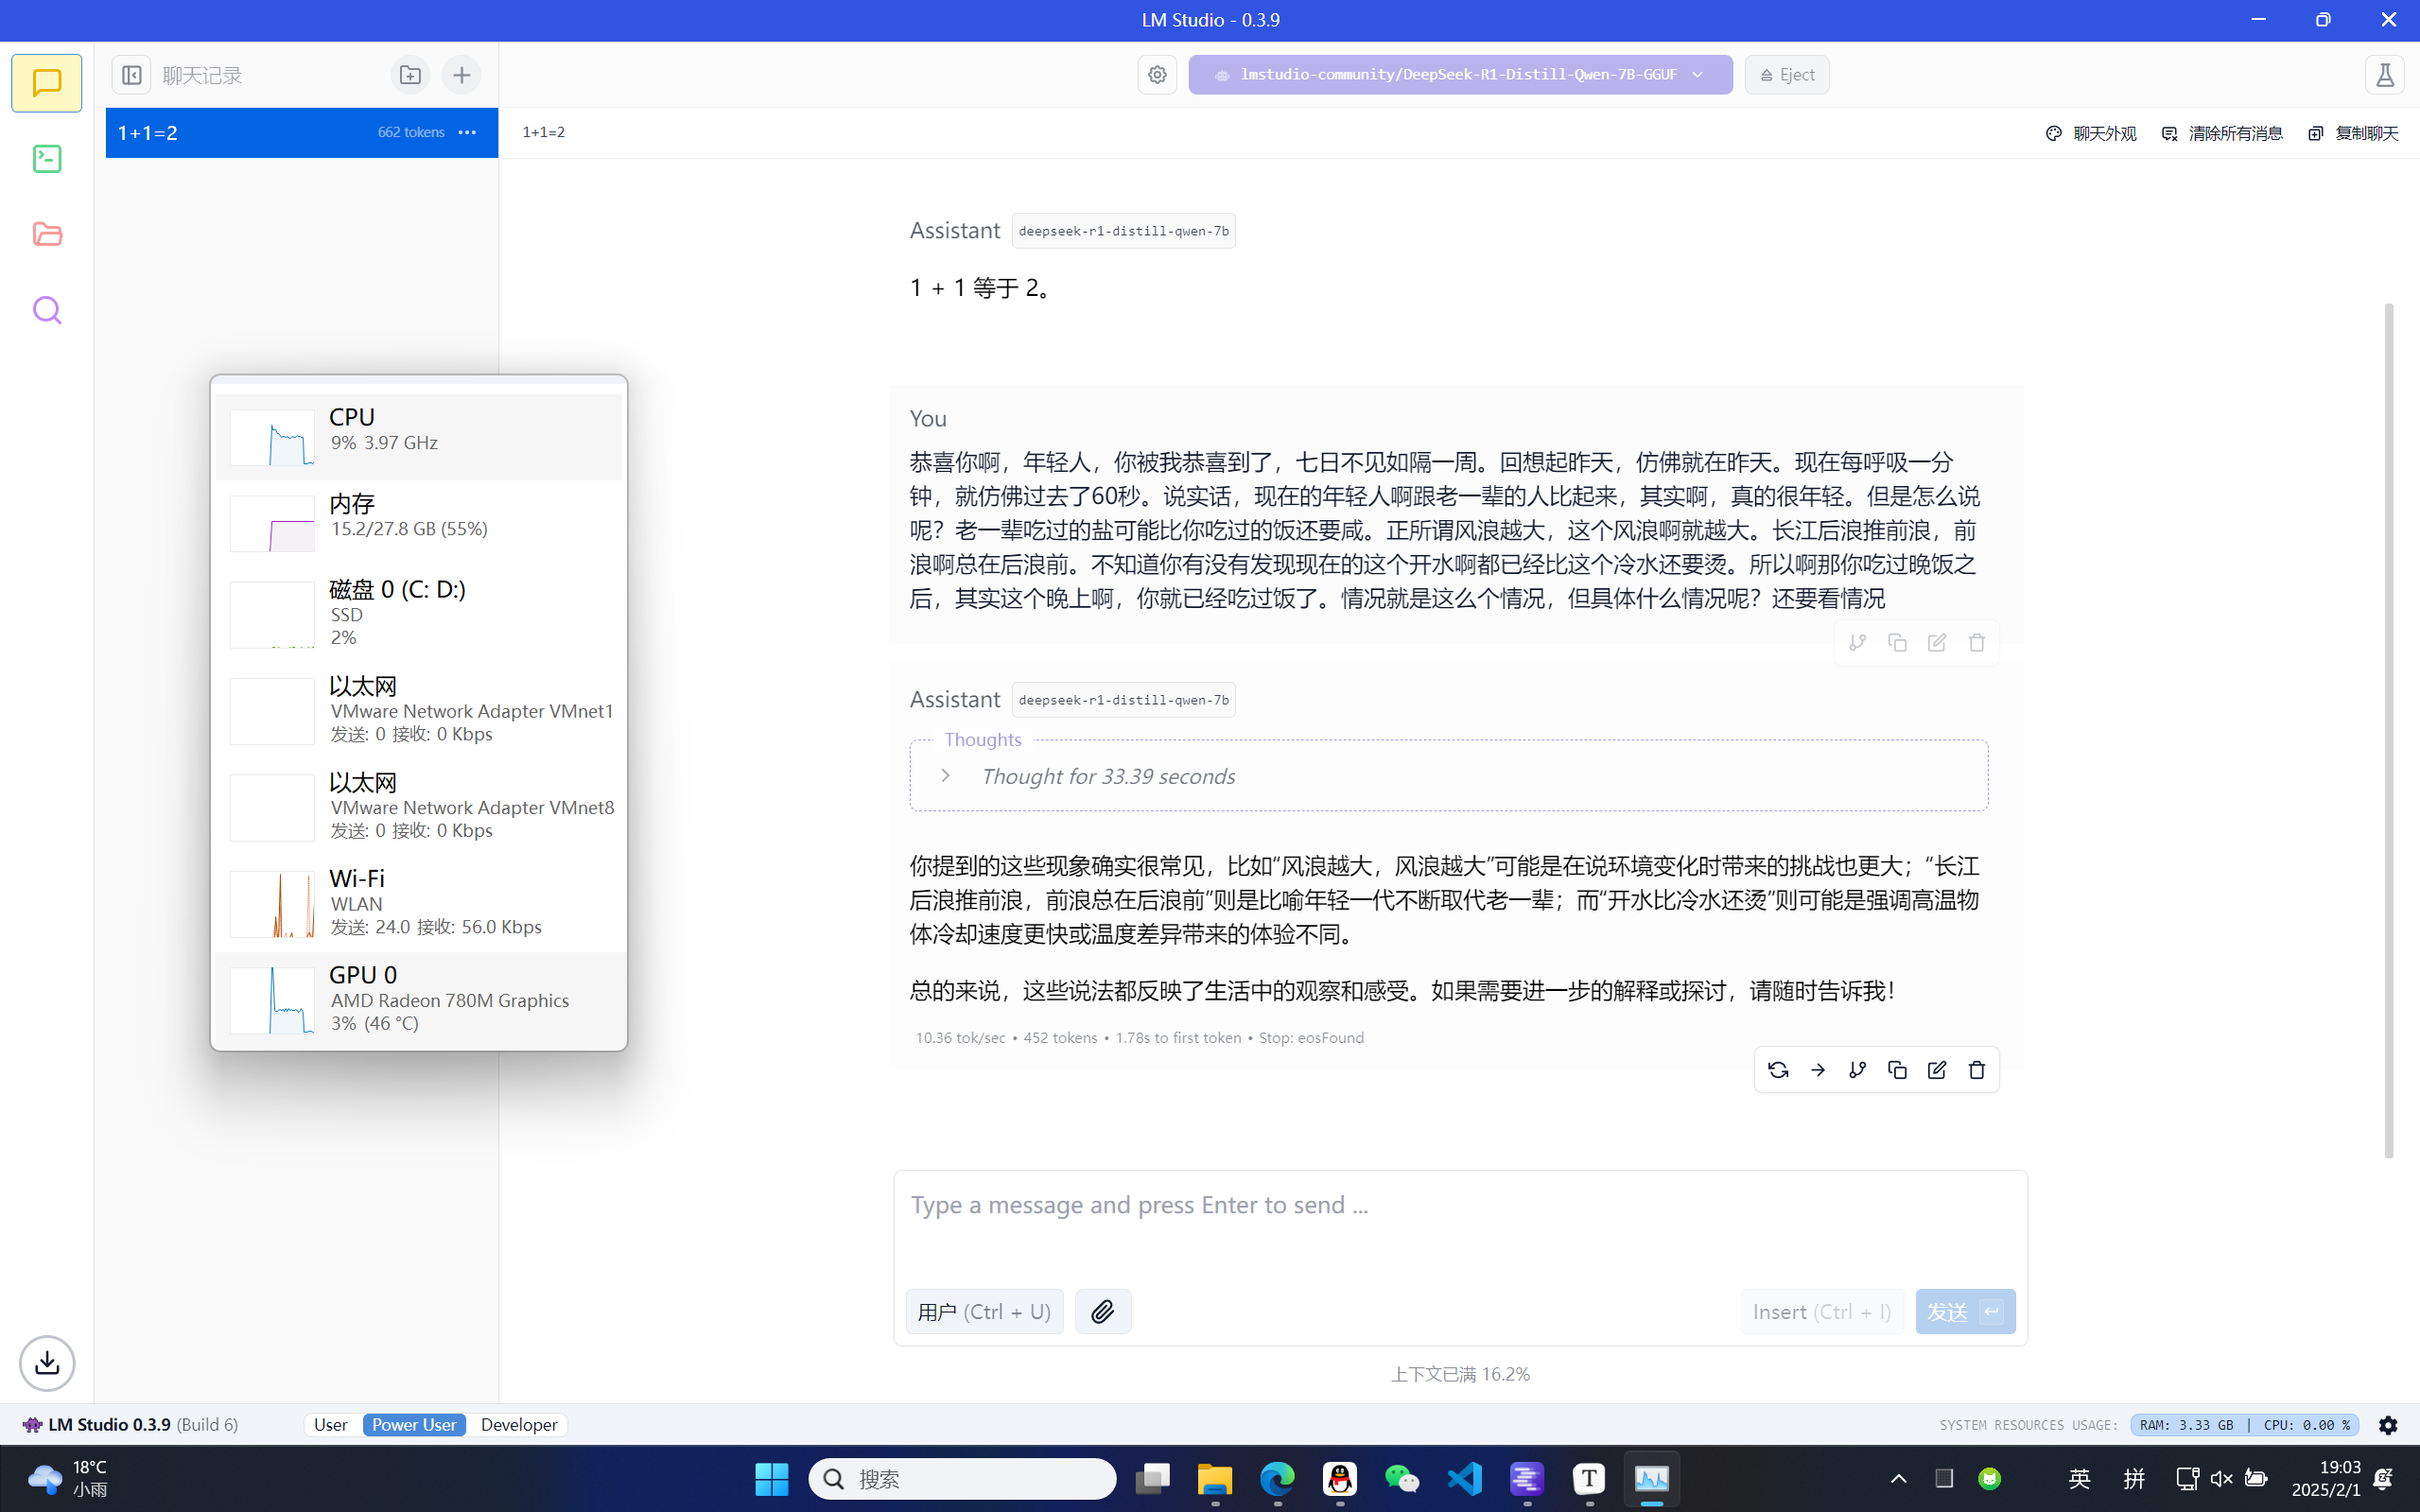 LM Studio - 0.3.9
聊天记录
lmstudio-community/DeepSeek-R1-Distill-Qwen-7B-GGUF
Eject
1+1=2
662 tokens
1+1=2
聊天外观
清除所有消息
复制聊天
Assistant
deepseek-r1-distill-qwen-7b
1 + 1 等于 2。
You
恭喜你啊，年轻人，你被我恭喜到了，七日不见如隔一周。回想起昨天，仿佛就在昨天。现在每呼吸一分
钟，就仿佛过去了60秒。说实话，现在的年轻人啊跟老一辈的人比起来，其实啊，真的很年轻。但是怎么说
呢？老一辈吃过的盐可能比你吃过的饭还要咸。正所谓风浪越大，这个风浪啊就越大。长江后浪推前浪，前
浪啊总在后浪前。不知道你有没有发现现在的这个开水啊都已经比这个冷水还要烫。所以啊那你吃过晚饭之
后，其实这个晚上啊，你就已经吃过饭了。情况就是这么个情况，但具体什么情况呢？还要看情况
Assistant
deepseek-r1-distill-qwen-7b
Thoughts
Thought for 33.39 seconds
你提到的这些现象确实很常见，比如“风浪越大，风浪越大”可能是在说环境变化时带来的挑战也更大；“长江
后浪推前浪，前浪总在后浪前”则是比喻年轻一代不断取代老一辈；而“开水比冷水还烫”则可能是强调高温物
体冷却速度更快或温度差异带来的体验不同。
总的来说，这些说法都反映了生活中的观察和感受。如果需要进一步的解释或探讨，请随时告诉我！
10.36 tok/sec • 452 tokens • 1.78s to first token • Stop: eosFound
CPU
9% 3.97 GHz
内存
15.2/27.8 GB (55%)
磁盘 0 (C: D:)
SSD
2%
以太网
VMware Network Adapter VMnet1
发送: 0 接收: 0 Kbps
以太网
VMware Network Adapter VMnet8
发送: 0 接收: 0 Kbps
Wi-Fi
WLAN
发送: 24.0 接收: 56.0 Kbps
GPU 0
AMD Radeon 780M Graphics
3% (46 °C)
Type a message and press Enter to send ...
用户 (Ctrl + U)
Insert (Ctrl + I)
发送
上下文已满 16.2%
LM Studio 0.3.9 (Build 6)
User
Power User
Developer
SYSTEM RESOURCES USAGE:
RAM: 3.33 GB | CPU: 0.00 %
18°C
小雨
搜索
T
英
拼
19:03
2025/2/1